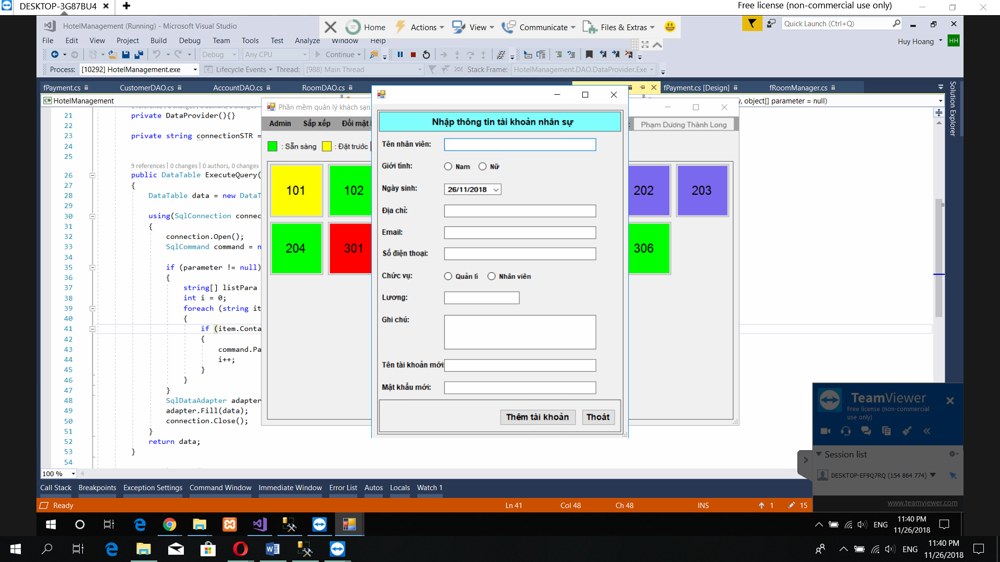 DESKTOP-3G87BU4
Free license (non-commercial use only)
HotelManagement (Running) - Microsoft Visual Studio
Home Actions View Communicate Files & Extras
Quick Launch (Ctrl+Q)
File Edit View Project Build Debug Team Tools Test Analyze Window Help
Huy Hoang HH
Debug Any CPU Continue
Process: [10292] HotelManagement.exe Lifecycle Events Thread: [988] Main Thread Stack Frame: HotelManagement.DAO.DataProvider.Exe
fPayment.cs CustomerDAO.cs AccountDAO.cs RoomDAO.cs fPayment.cs [Design] fRoomManager.cs
Solution Explorer
HotelManagement
, object[] parameter = null)
21 private DataProvider(){}
22
23 private string connectionSTR =
24
25
9 references | 0 changes | 0 authors, 0 changes
26 public DataTable ExecuteQuery(
27 {
28 DataTable data = new DataT
29
30 using(SqlConnection connec
31 {
32 connection.Open();
33 SqlCommand command = n
34
35 if (parameter != null)
36 {
37 string[] listPara
38 int i = 0;
39 foreach (string it
40 {
41 if (item.Conta
42 {
43 command.Pa
44 i++;
45 }
46 }
47 }
48 SqlDataAdapter adapter
49 adapter.Fill(data);
50 connection.Close();
51 }
52 return data;
53 }
54
100 %
Phần mềm quản lý khách sạn
Admin Sắp xếp Đổi mật
Phạm Dương Thành Long
: Sẵn sàng : Đặt trước
101 102 202 203
204 301 306
Nhập thông tin tài khoản nhân sự
Tên nhân viên:
Giới tính: Nam Nữ
Ngày sinh: 26/11/2018
Địa chỉ:
Email:
Số điện thoại:
Chức vụ: Quản lí Nhân viên
Lương:
Ghi chú:
Tên tài khoản mới
Mật khẩu mới:
Thêm tài khoản Thoát
TeamViewer
Free license (non-commercial
use only)
Session list
DESKTOP-EF9Q7RQ (154 864 774)
www.teamviewer.com
Call Stack Breakpoints Exception Settings Command Window Immediate Window Error List Autos Locals Watch 1
Ready Ln 41 Col 48 Ch 48 INS 1 15
ENG 11:40 PM
11/26/2018
ENG 11:40 PM
11/26/2018